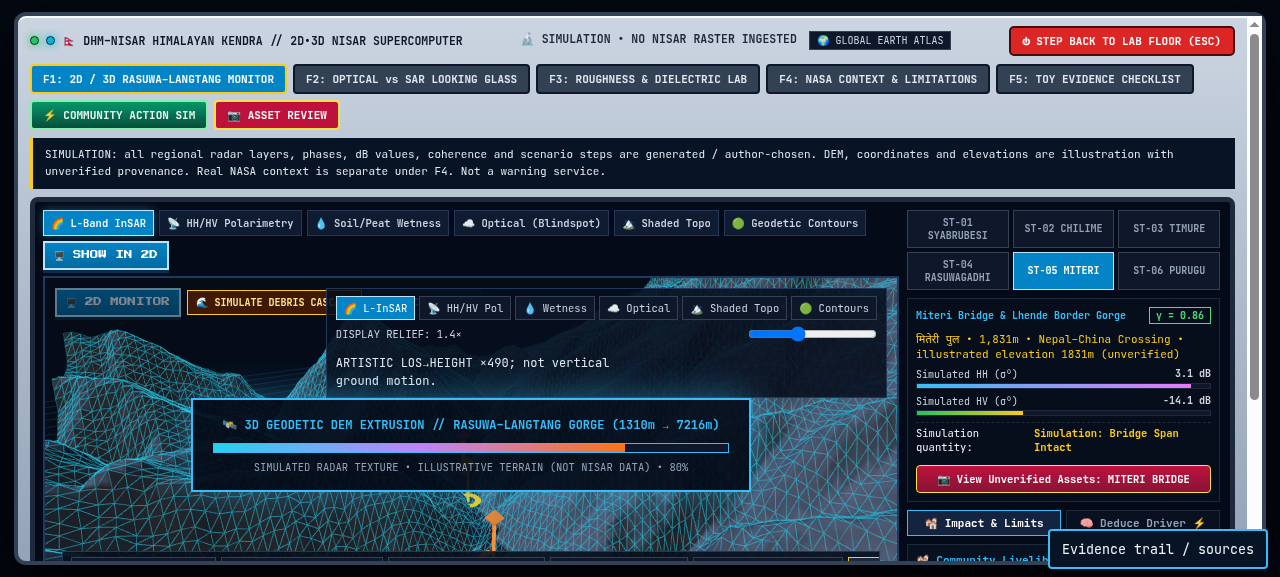 DHM-NISAR HIMALAYAN KENDRA // 2D•3D NISAR SUPERCOMPUTER
SIMULATION • NO NISAR RASTER INGESTED
GLOBAL EARTH ATLAS
STEP BACK TO LAB FLOOR (ESC)
F1: 2D / 3D RASUWA-LANGTANG MONITOR
F2: OPTICAL vs SAR LOOKING GLASS
F3: ROUGHNESS & DIELECTRIC LAB
F4: NASA CONTEXT & LIMITATIONS
F5: TOY EVIDENCE CHECKLIST
COMMUNITY ACTION SIM
ASSET REVIEW
SIMULATION: all regional radar layers, phases, dB values, coherence and scenario steps are generated / author-chosen. DEM, coordinates and elevations are illustration with
unverified provenance. Real NASA context is separate under F4. Not a warning service.
L-Band InSAR
HH/HV Polarimetry
Soil/Peat Wetness
Optical (Blindspot)
Shaded Topo
Geodetic Contours
SHOW IN 2D
2D MONITOR
SIMULATE DEBRIS CAS
L-InSAR
HH/HV Pol
Wetness
Optical
Shaded Topo
Contours
DISPLAY RELIEF: 1.4×
ARTISTIC LOS→HEIGHT ×490; not vertical
ground motion.
3D GEODETIC DEM EXTRUSION // RASUWA-LANGTANG GORGE (1310m → 7216m)
SIMULATED RADAR TEXTURE • ILLUSTRATIVE TERRAIN (NOT NISAR DATA) • 80%
ST-01
SYABRUBESI
ST-02 CHILIME
ST-03 TIMURE
ST-04
RASUWAGADHI
ST-05 MITERI
ST-06 PURUGU
Miteri Bridge & Lhende Border Gorge
γ = 0.86
मितेरी पुल • 1,831m • Nepal-China Crossing •
illustrated elevation 1831m (unverified)
Simulated HH (σ⁰)
3.1 dB
Simulated HV (σ⁰)
-14.1 dB
Simulation
quantity:
Simulation: Bridge Span
Intact
View Unverified Assets: MITERI BRIDGE
Impact & Limits
Deduce Driver
Evidence trail / sources